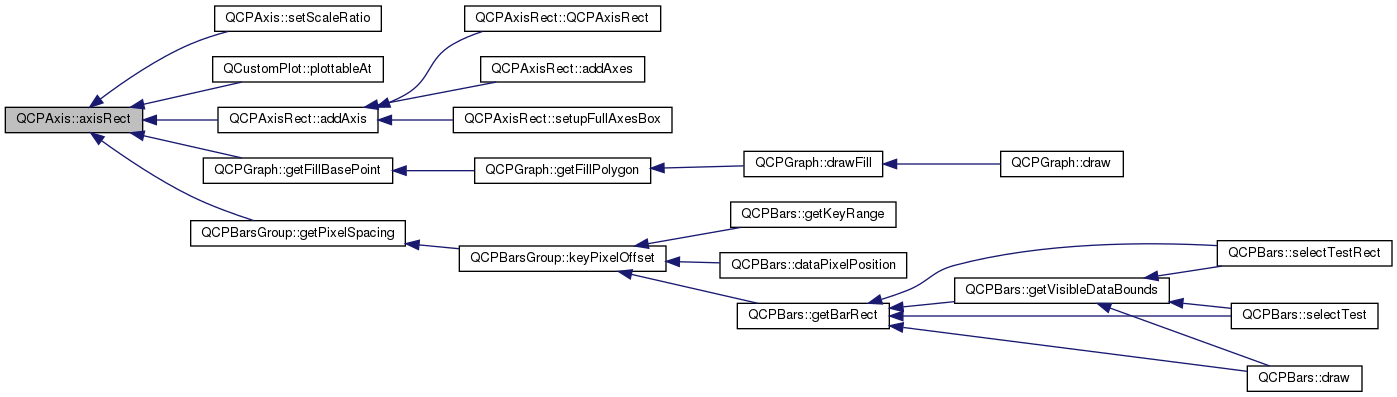 QCPAxis::setScaleRatio
QCPAxisRect::QCPAxisRect
QCustomPlot::plottableAt
QCPAxisRect::addAxes
QCPAxis::axisRect
QCPAxisRect::addAxis
QCPAxisRect::setupFullAxesBox
QCPGraph::getFillBasePoint
QCPGraph::getFillPolygon
QCPGraph::drawFill
QCPGraph::draw
QCPBarsGroup::getPixelSpacing
QCPBars::getKeyRange
QCPBarsGroup::keyPixelOffset
QCPBars::dataPixelPosition
QCPBars::selectTestRect
QCPBars::getVisibleDataBounds
QCPBars::getBarRect
QCPBars::selectTest
QCPBars::draw